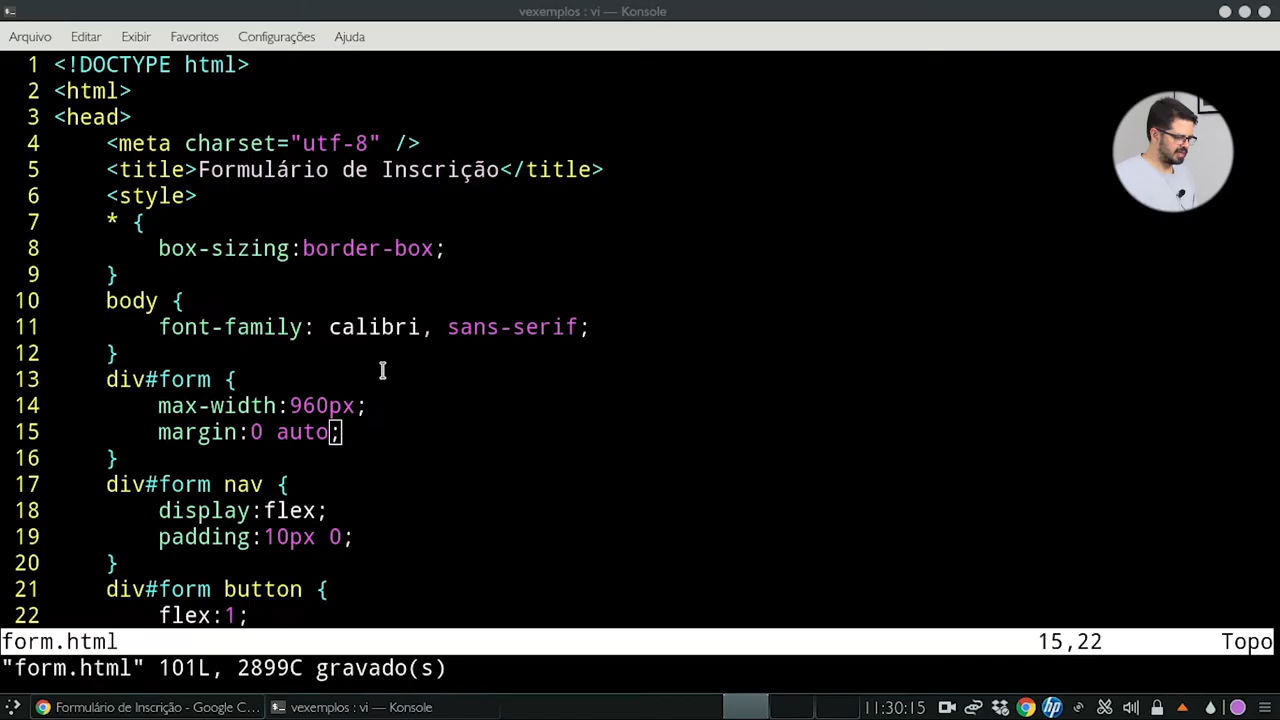 vexemplos : vi — Konsole
Arquivo Editar Exibir Favoritos Configurações Ajuda
1 <!DOCTYPE html>
2 <html>
3 <head>
4 <meta charset="utf-8" />
5 <title>Formulário de Inscrição</title>
6 <style>
7 * {
8 box-sizing:border-box;
9 }
10 body {
11 font-family: calibri, sans-serif;
12 }
13 div#form {
14 max-width:960px;
15 margin:0 auto;
16 }
17 div#form nav {
18 display:flex;
19 padding:10px 0;
20 }
21 div#form button {
22 flex:1;
form.html 15,22 Topo
"form.html" 101L, 2899C gravado(s)
Formulário de Inscrição - Google C... vexemplos : vi — Konsole 11:30:15 hp